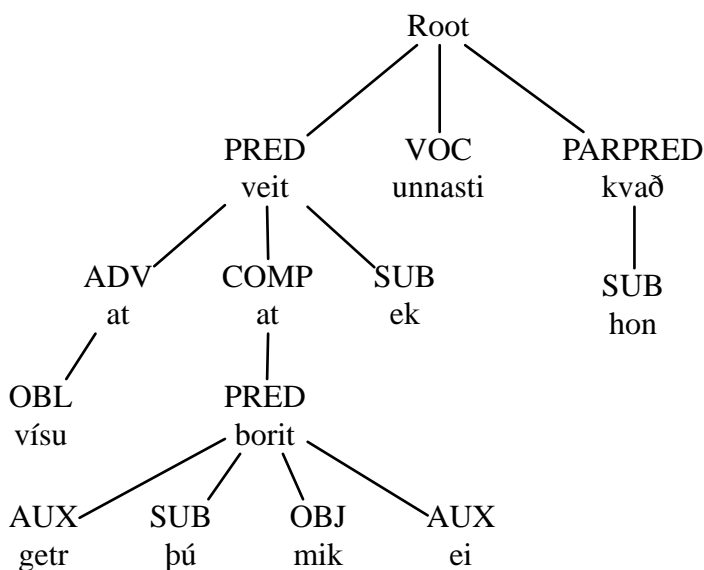 Root
PRED VOC PARPRED
veit unnasti kvað
ADV COMP SUB SUB
at at ek hon
OBL PRED
vísu borit
AUX SUB OBJ AUX
getr þú mik ei